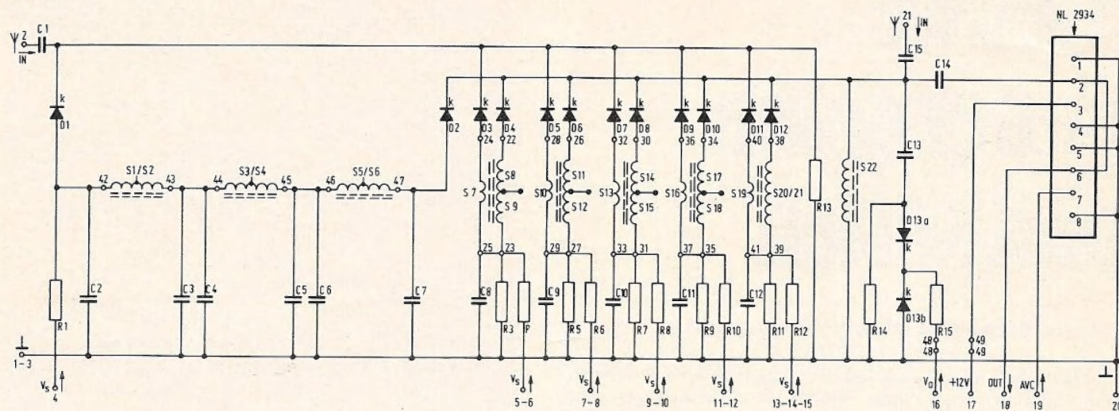 2 C1
IN
21 IN
C15
C14
NL 2934
1
2
3
4
5
6
7
8
k
D1
k
D2
k k
D3 D4
24 22
k k
D5 D6
28 26
k k
D7 D8
32 30
k k
D9 D10
36 34
k k
D11 D12
40 38
C13
S1/S2
42 43
S3/S4
44 45
S5/S6
46 47
S7 S8
S9
S10 S11
S12
S13 S14
S15
S16 S17
S18
S19 S20/21
R13
S22
D13a
k
k
D13b
25 23
29 27
33 31
37 35
41 39
R1
C2
C3 C4
C5 C6
C7
C8 R3
C9 R5 R6
C10 R7 R8
C11 R9 R10
C12 R11 R12
R14
R15
48
48
49
49
1-3
Vs
4
Vs
5-6
Vs
7-8
Vs
9-10
Vs
11-12
Vs
13-14-15
+12V OUT AVC
16 17 18 19